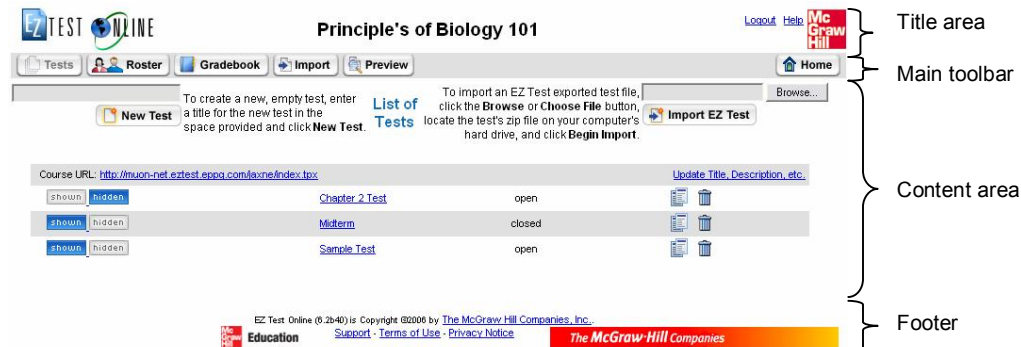 EZ TEST ONLINE
Principle's of Biology 101
Logout Help
Mc Graw Hill
Title area
Tests Roster Gradebook Import Preview Home
Main toolbar
To create a new, empty test, enter a title for the new test in the space provided and click New Test.
New Test
List of Tests
To import an EZ Test exported test file, click the Browse or Choose File button, locate the test's zip file on your computer's hard drive, and click Begin Import.
Browse...
Import EZ Test
Course URL: http://muon-net.eztest.eppg.com/jaxne/index.tpx Update Title, Description, etc.
shown hidden Chapter 2 Test open
shown hidden Midterm closed
shown hidden Sample Test open
Content area
EZ Test Online (6.2b40) is Copyright ©2006 by The McGraw Hill Companies, Inc..
Support - Terms of Use - Privacy Notice
Mc Graw Hill Education
The McGraw·Hill Companies
Footer